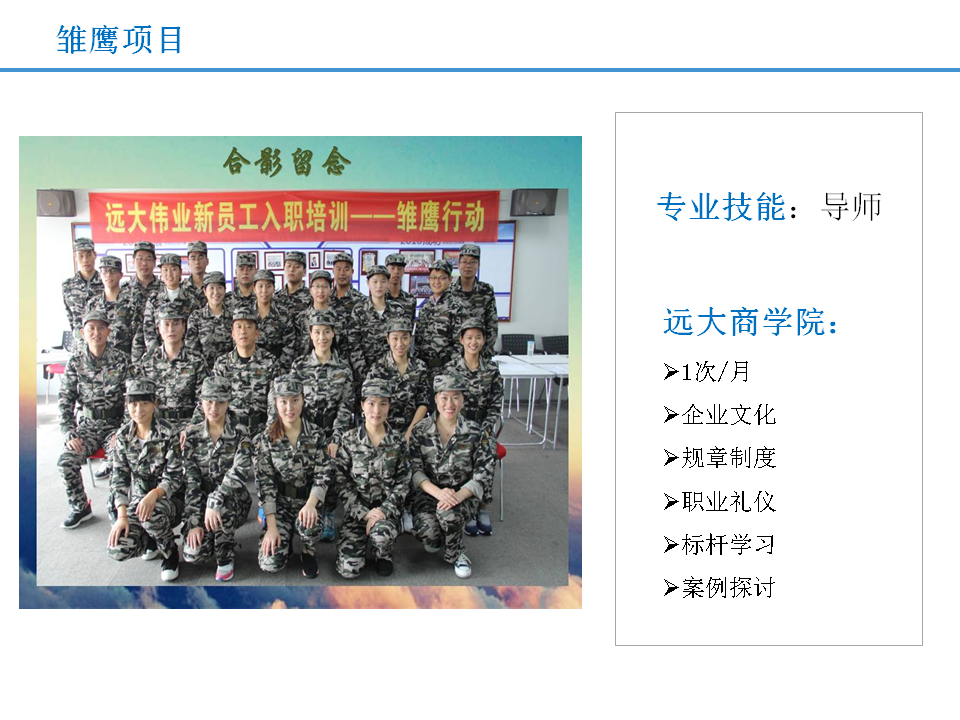 雏鹰项目
合影留念
远大伟业新员工入职培训——雏鹰行动
专业技能：导师
远大商学院：
➢1次/月
➢企业文化
➢规章制度
➢职业礼仪
➢标杆学习
➢案例探讨